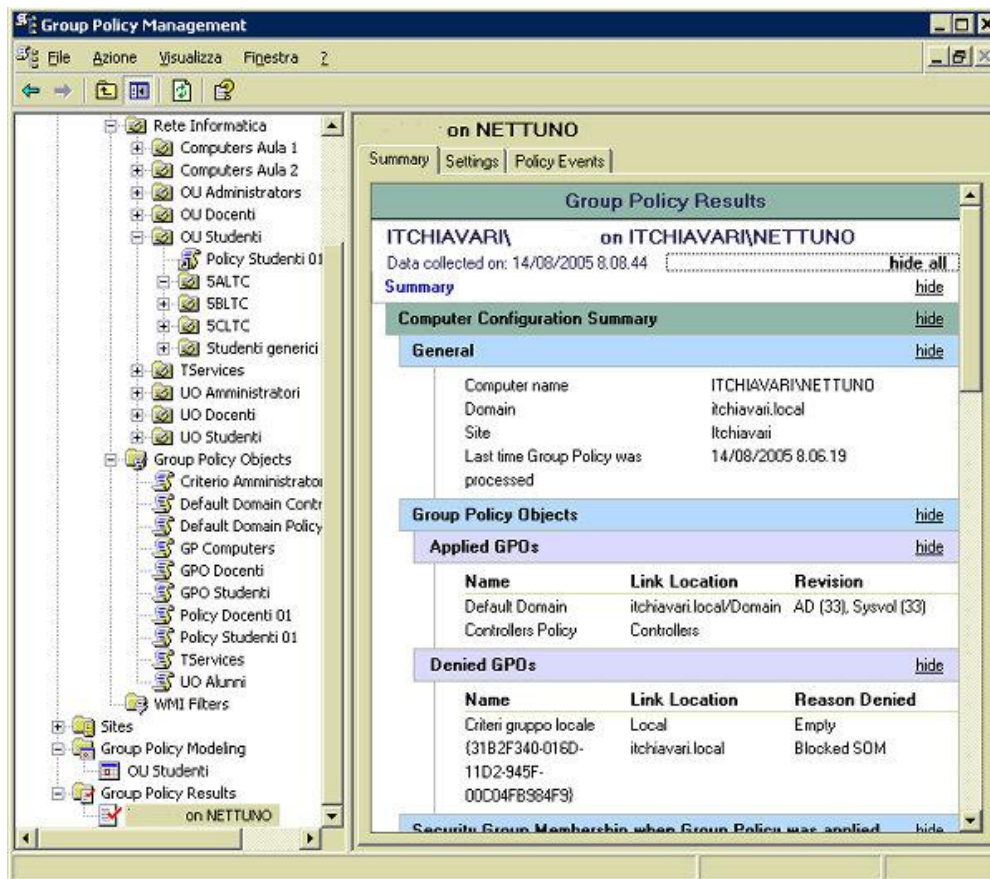 Group Policy Management
File Azione Visualizza Finestra ?
Rete Informatica
Computers Aula 1
Computers Aula 2
OU Administrators
OU Docenti
OU Studenti
Policy Studenti 01
5ALTC
5BLTC
5CLTC
Studenti generici
TServices
UO Amministratori
UO Docenti
UO Studenti
Group Policy Objects
Criterio Amministrator
Default Domain Contr
Default Domain Policy
GP Computers
GPO Docenti
GPO Studenti
Policy Docenti 01
Policy Studenti 01
TServices
UO Alunni
WMI Filters
Sites
Group Policy Modeling
OU Studenti
Group Policy Results
on NETTUNO
on NETTUNO
Summary Settings Policy Events
Group Policy Results
ITCHIAVARI\ on ITCHIAVARI\NETTUNO
Data collected on: 14/08/2005 8.08.44 hide all
Summary hide
Computer Configuration Summary hide
General hide
Computer name ITCHIAVARI\NETTUNO
Domain itchiavari.local
Site Itchiavari
Last time Group Policy was 14/08/2005 8.06.19
processed
Group Policy Objects hide
Applied GPOs hide
Name Link Location Revision
Default Domain itchiavari.local/Domain AD (33), Sysvol (33)
Controllers Policy Controllers
Denied GPOs hide
Name Link Location Reason Denied
Criteri gruppo locale Local Empty
{31B2F340-016D- itchiavari.local Blocked SOM
11D2-945F-
00C04FB984F9}
Security Group Membership when Group Policy was applied hide